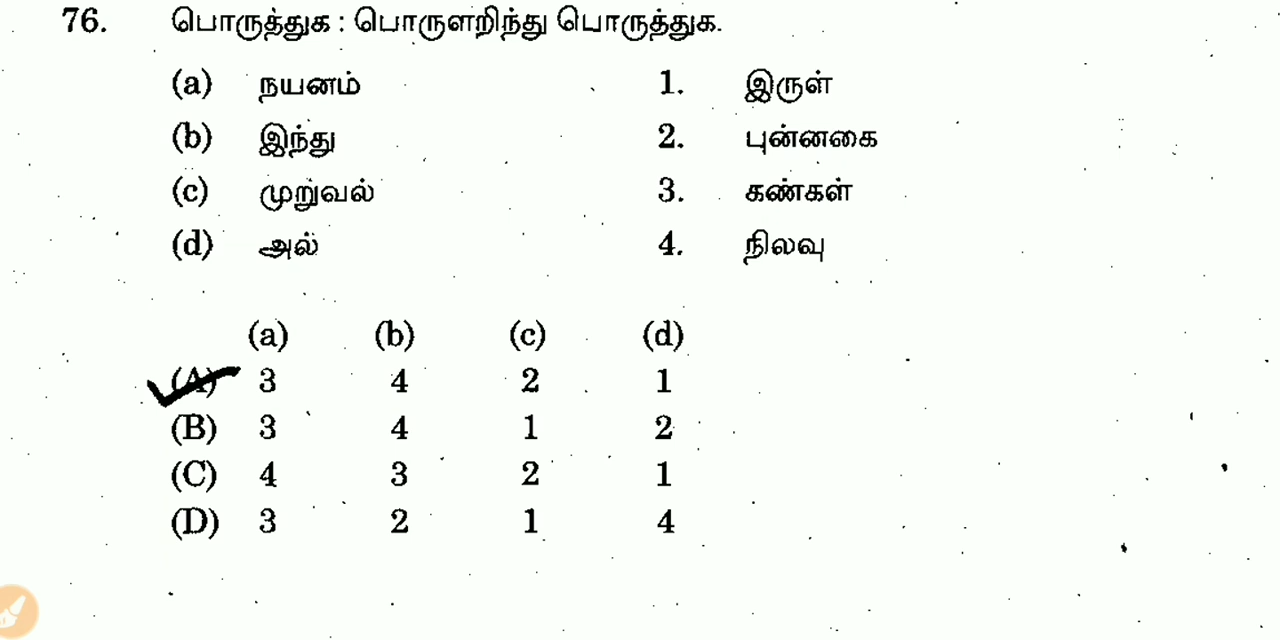 76. பொருத்துக : பொருளறிந்து பொருத்துக.
(a) நயனம் 1. இருள்
(b) இந்து 2. புன்னகை
(c) முறுவல் 3. கண்கள்
(d) அல் 4. நிலவு
(a) (b) (c) (d)
(A) 3 4 2 1
(B) 3 4 1 2
(C) 4 3 2 1
(D) 3 2 1 4